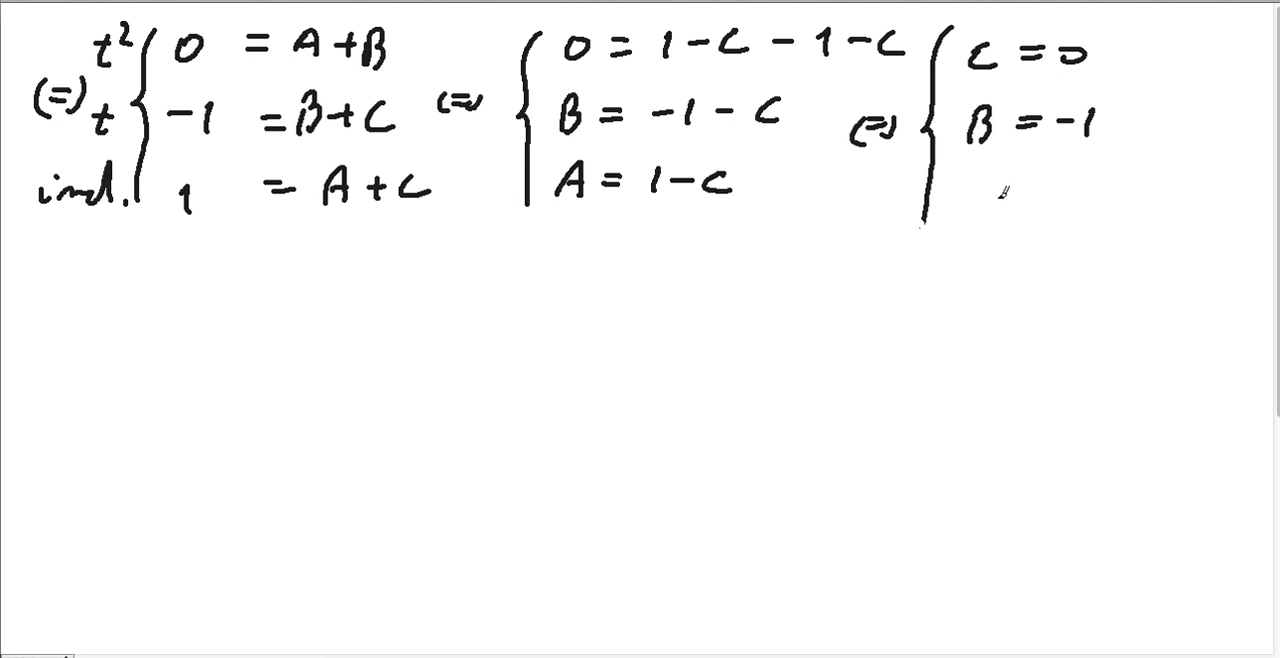 t² { 0 = A + B ⇔ { 0 = 1 - C - 1 - C ⇔ { C = 0
(=) t { -1 = B + C { B = -1 - C { B = -1
ind. { 1 = A + C { A = 1 - C